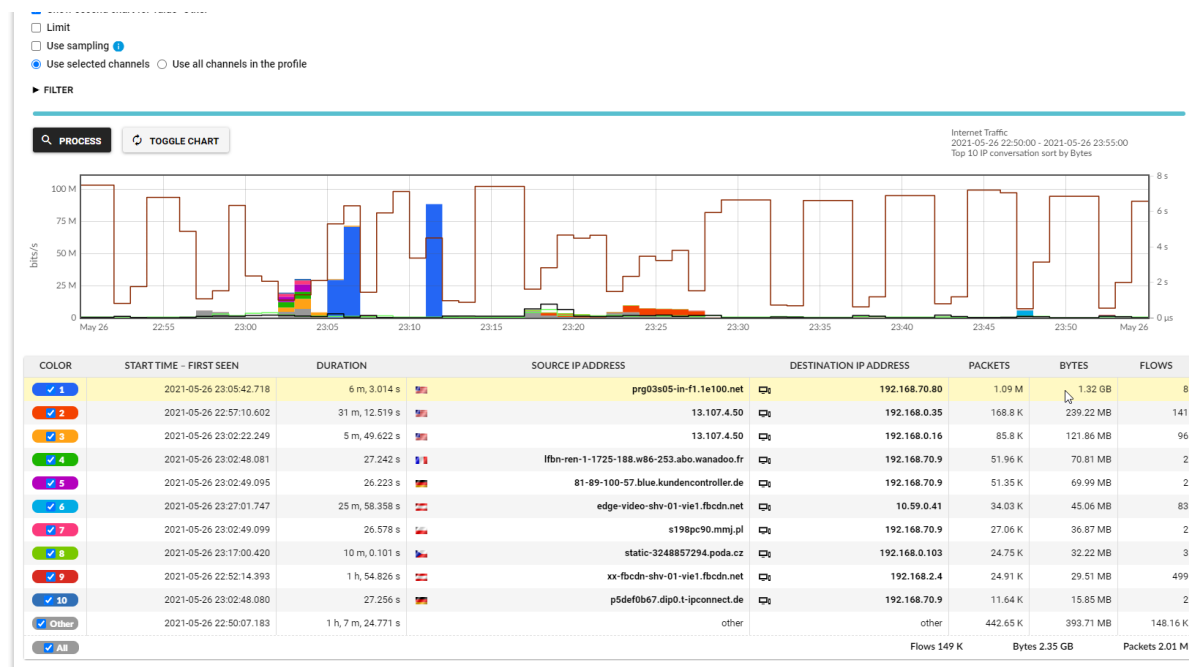 Limit
Use sampling
Use selected channels Use all channels in the profile
FILTER
PROCESS TOGGLE CHART
Internet Traffic
2021-05-26 22:50:00 - 2021-05-26 23:55:00
Top 10 IP conversation sort by Bytes
100 M 8 s
75 M 6 s
50 M 4 s
25 M 2 s
0 0 µs
bits/s
May 26 22:55 23:00 23:05 23:10 23:15 23:20 23:25 23:30 23:35 23:40 23:45 23:50 May 26
COLOR START TIME – FIRST SEEN DURATION SOURCE IP ADDRESS DESTINATION IP ADDRESS PACKETS BYTES FLOWS
1 2021-05-26 23:05:42.718 6 m, 3.014 s prg03s05-in-f1.1e100.net 192.168.70.80 1.09 M 1.32 GB 8
2 2021-05-26 22:57:10.602 31 m, 12.519 s 13.107.4.50 192.168.0.35 168.8 K 239.22 MB 141
3 2021-05-26 23:02:22.249 5 m, 49.622 s 13.107.4.50 192.168.0.16 85.8 K 121.86 MB 96
4 2021-05-26 23:02:48.081 27.242 s lfbn-ren-1-1725-188.w86-253.abo.wanadoo.fr 192.168.70.9 51.96 K 70.81 MB 2
5 2021-05-26 23:02:49.095 26.223 s 81-89-100-57.blue.kundencontroller.de 192.168.70.9 51.35 K 69.99 MB 2
6 2021-05-26 23:27:01.747 25 m, 58.358 s edge-video-shv-01-vie1.fbcdn.net 10.59.0.41 34.03 K 45.06 MB 83
7 2021-05-26 23:02:49.099 26.578 s s198pc90.mmj.pl 192.168.70.9 27.06 K 36.87 MB 2
8 2021-05-26 23:17:00.420 10 m, 0.101 s static-3248857294.poda.cz 192.168.0.103 24.75 K 32.22 MB 3
9 2021-05-26 22:52:14.393 1 h, 54.826 s xx-fbcdn-shv-01-vie1.fbcdn.net 192.168.2.4 24.91 K 29.51 MB 499
10 2021-05-26 23:02:48.080 27.256 s p5def0b67.dip0.t-ipconnect.de 192.168.70.9 11.64 K 15.85 MB 2
Other 2021-05-26 22:50:07.183 1 h, 7 m, 24.771 s other other 442.65 K 393.71 MB 148.16 K
All Flows 149 K Bytes 2.35 GB Packets 2.01 M